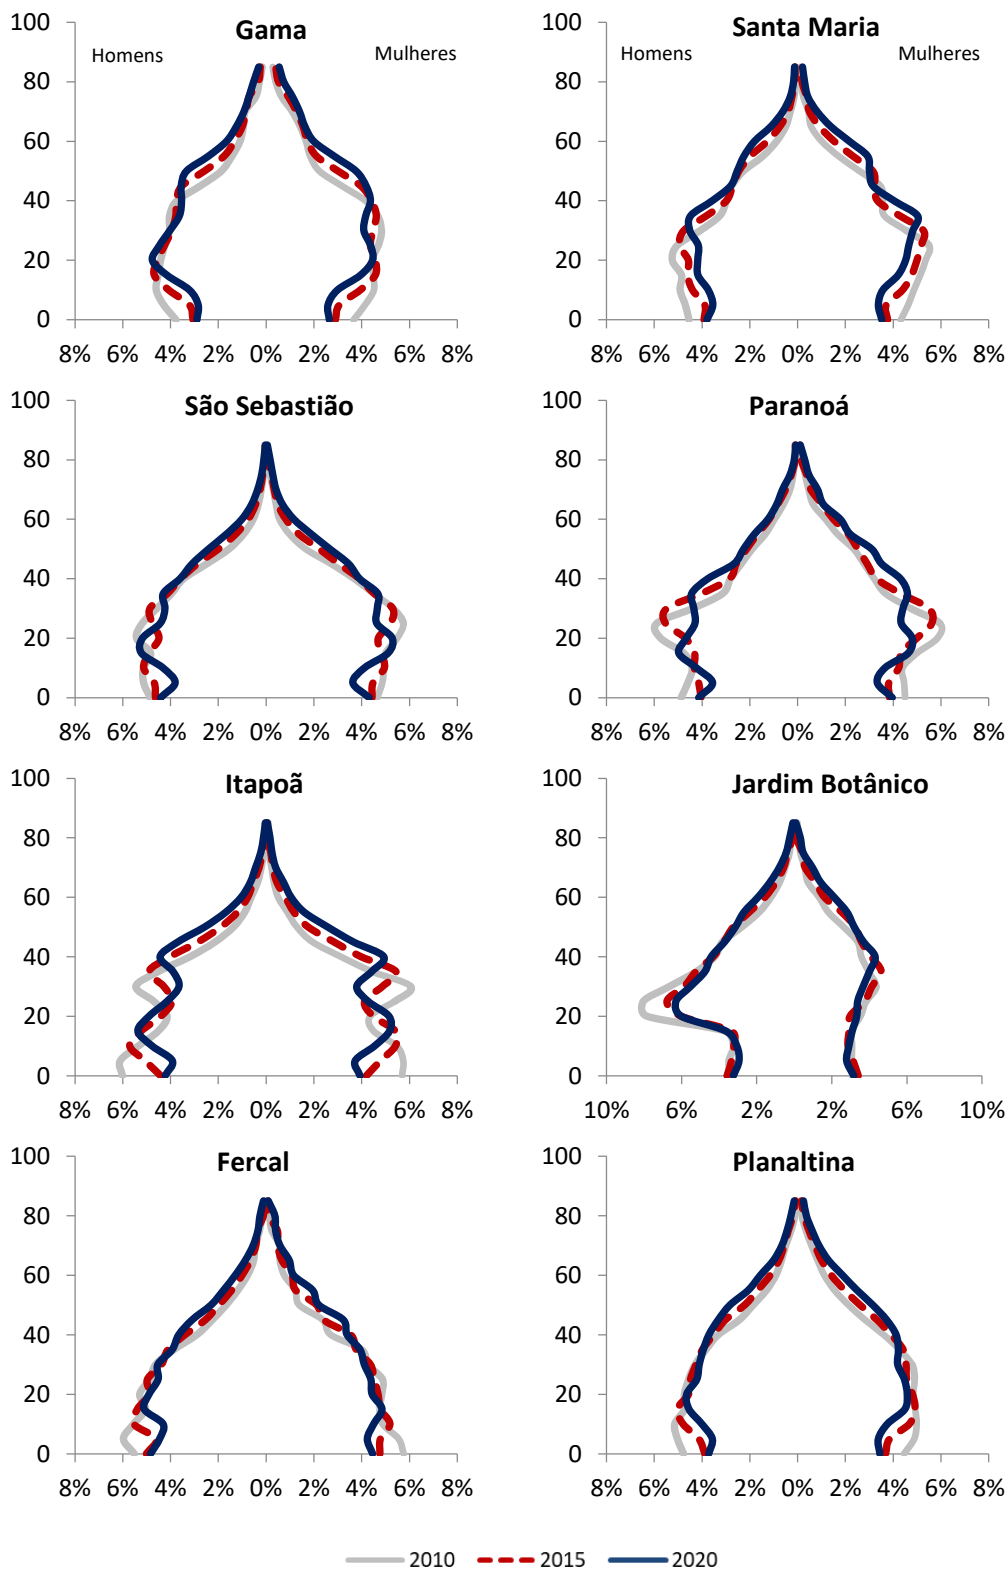 Gama
Homens
Mulheres
100
80
60
40
20
0
8% 6% 4% 2% 0% 2% 4% 6% 8%
Santa Maria
Homens
Mulheres
100
80
60
40
20
0
8% 6% 4% 2% 0% 2% 4% 6% 8%
São Sebastião
100
80
60
40
20
0
8% 6% 4% 2% 0% 2% 4% 6% 8%
Paranoá
100
80
60
40
20
0
8% 6% 4% 2% 0% 2% 4% 6% 8%
Itapoã
100
80
60
40
20
0
8% 6% 4% 2% 0% 2% 4% 6% 8%
Jardim Botânico
100
80
60
40
20
0
10% 6% 2% 2% 6% 10%
Fercal
100
80
60
40
20
0
8% 6% 4% 2% 0% 2% 4% 6% 8%
Planaltina
100
80
60
40
20
0
8% 6% 4% 2% 0% 2% 4% 6% 8%
2010 2015 2020